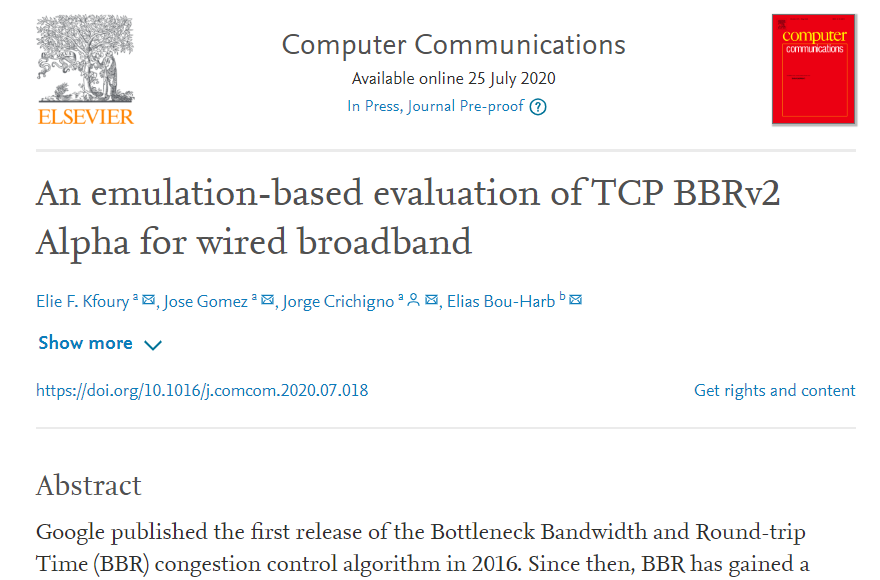 ELSEVIER
Computer Communications
Available online 25 July 2020
In Press, Journal Pre-proof ?
computer
communications
An emulation-based evaluation of TCP BBRv2
Alpha for wired broadband
Elie F. Kfoury a, Jose Gomez a, Jorge Crichigno a, Elias Bou-Harb b
Show more
https://doi.org/10.1016/j.comcom.2020.07.018
Get rights and content
Abstract
Google published the first release of the Bottleneck Bandwidth and Round-trip
Time (BBR) congestion control algorithm in 2016. Since then, BBR has gained a